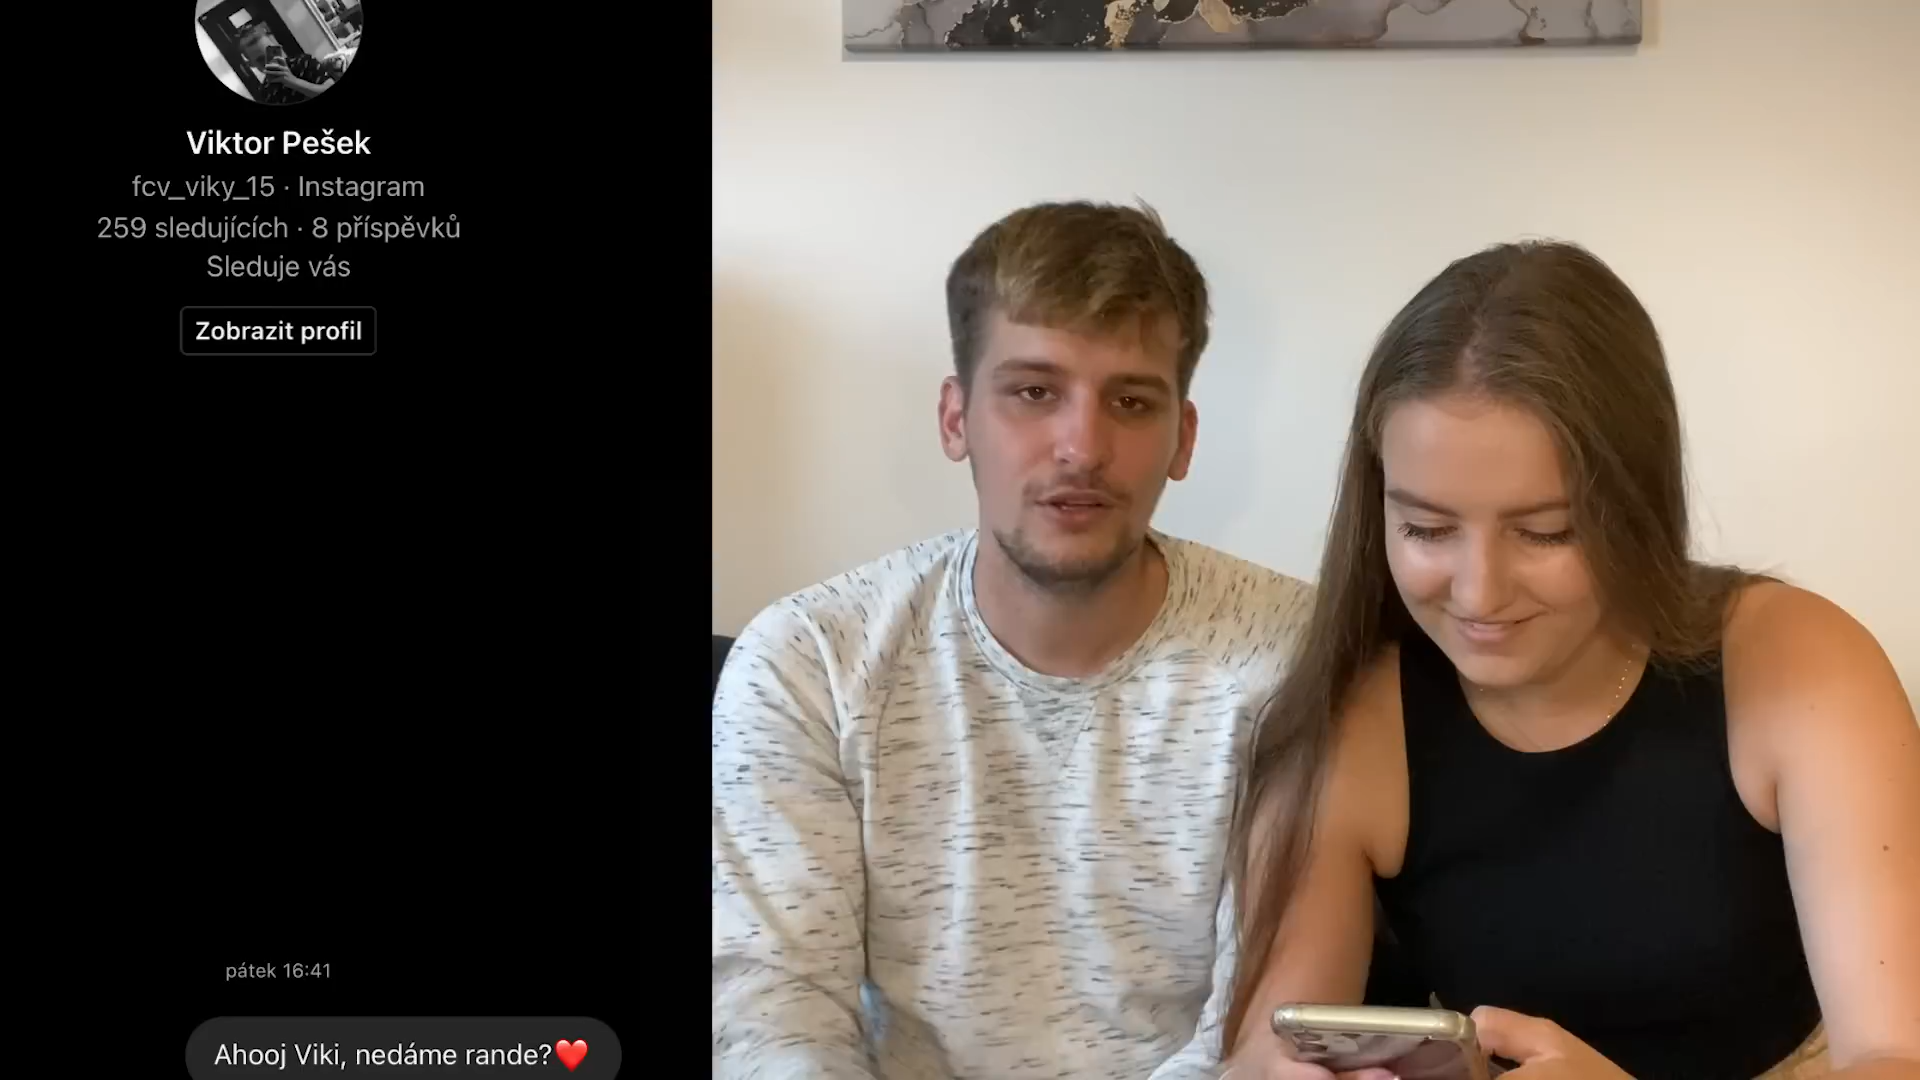 Viktor Pešek
fcv_viky_15 · Instagram
259 sledujících · 8 příspěvků
Sleduje vás
Zobrazit profil
pátek 16:41
Ahooj Viki, nedáme rande?❤️